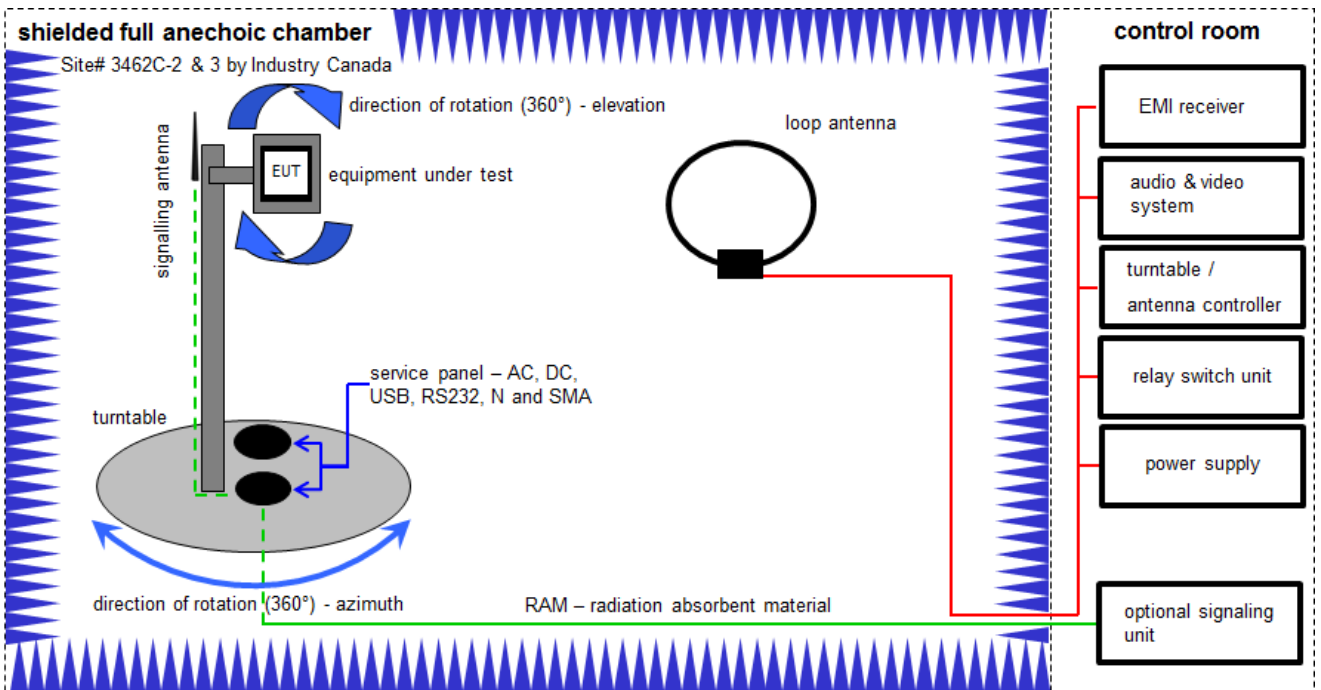 shielded full anechoic chamber
Site# 3462C-2 & 3 by Industry Canada
direction of rotation (360°) - elevation
signalling antenna
EUT
equipment under test
loop antenna
service panel – AC, DC,
USB, RS232, N and SMA
turntable
direction of rotation (360°) - azimuth
RAM – radiation absorbent material
control room
EMI receiver
audio & video
system
turntable /
antenna controller
relay switch unit
power supply
optional signaling
unit